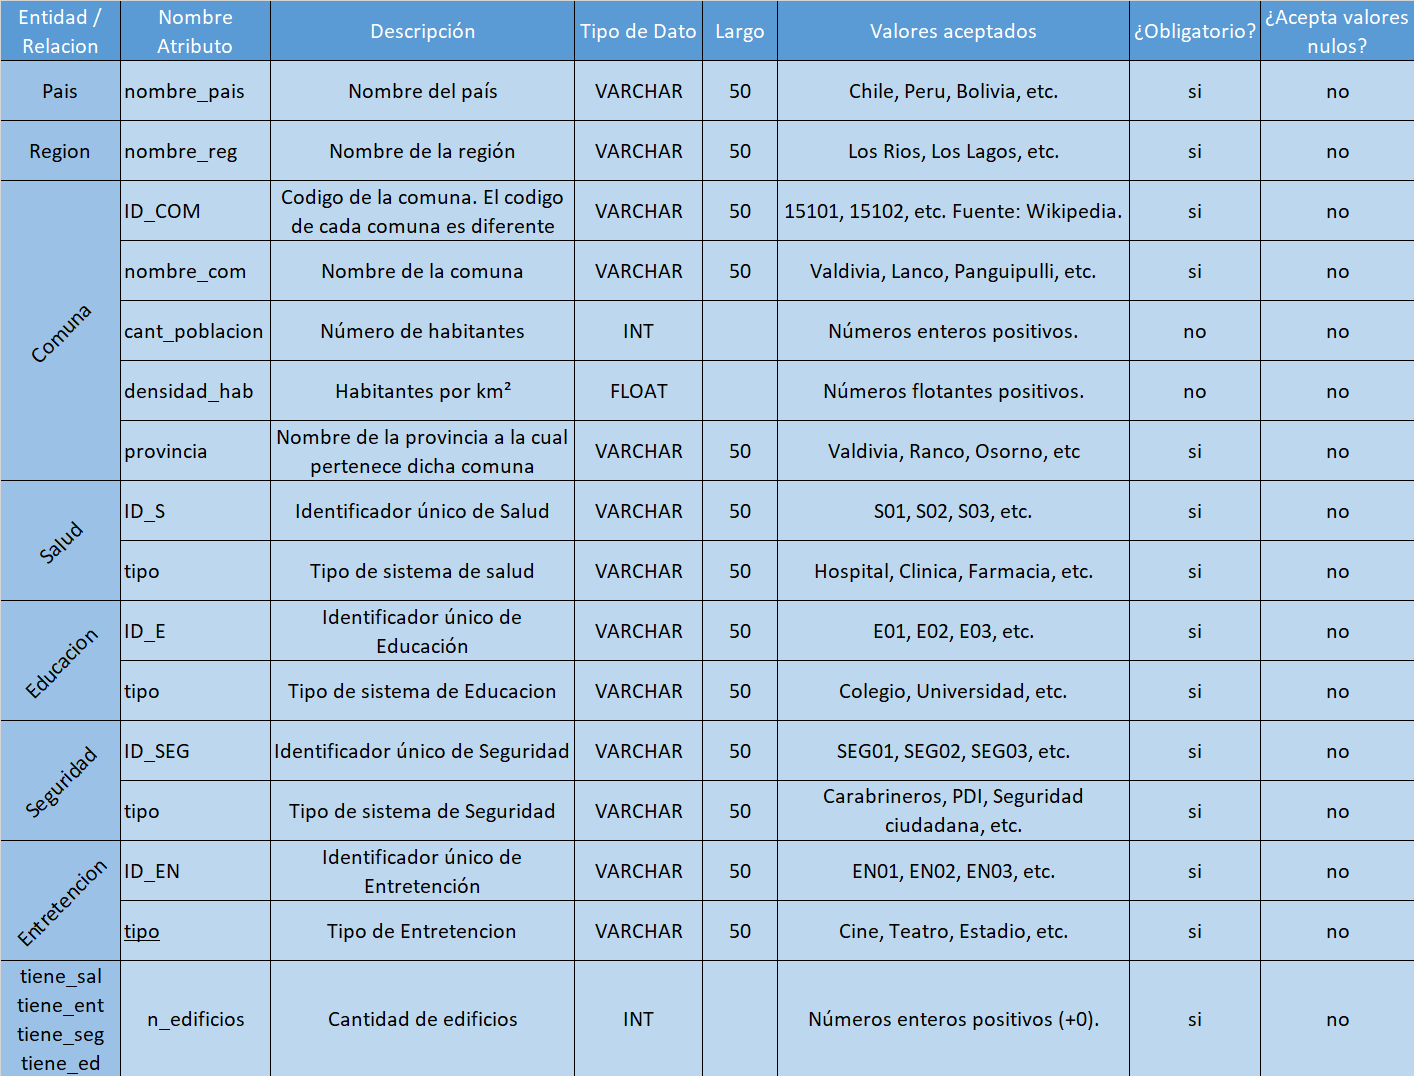 Entidad / Relacion | Nombre Atributo | Descripción | Tipo de Dato | Largo | Valores aceptados | ¿Obligatorio? | ¿Acepta valores nulos?
Pais | nombre_pais | Nombre del país | VARCHAR | 50 | Chile, Peru, Bolivia, etc. | si | no
Region | nombre_reg | Nombre de la región | VARCHAR | 50 | Los Rios, Los Lagos, etc. | si | no
Comuna | ID_COM | Codigo de la comuna. El codigo de cada comuna es diferente | VARCHAR | 50 | 15101, 15102, etc. Fuente: Wikipedia. | si | no
nombre_com | Nombre de la comuna | VARCHAR | 50 | Valdivia, Lanco, Panguipulli, etc. | si | no
cant_poblacion | Número de habitantes | INT | | Números enteros positivos. | no | no
densidad_hab | Habitantes por km² | FLOAT | | Números flotantes positivos. | no | no
provincia | Nombre de la provincia a la cual pertenece dicha comuna | VARCHAR | 50 | Valdivia, Ranco, Osorno, etc | si | no
Salud | ID_S | Identificador único de Salud | VARCHAR | 50 | S01, S02, S03, etc. | si | no
tipo | Tipo de sistema de salud | VARCHAR | 50 | Hospital, Clinica, Farmacia, etc. | si | no
Educacion | ID_E | Identificador único de Educación | VARCHAR | 50 | E01, E02, E03, etc. | si | no
tipo | Tipo de sistema de Educacion | VARCHAR | 50 | Colegio, Universidad, etc. | si | no
Seguridad | ID_SEG | Identificador único de Seguridad | VARCHAR | 50 | SEG01, SEG02, SEG03, etc. | si | no
tipo | Tipo de sistema de Seguridad | VARCHAR | 50 | Carabrineros, PDI, Seguridad ciudadana, etc. | si | no
Entretencion | ID_EN | Identificador único de Entretención | VARCHAR | 50 | EN01, EN02, EN03, etc. | si | no
tipo | Tipo de Entretencion | VARCHAR | 50 | Cine, Teatro, Estadio, etc. | si | no
tiene_sal tiene_ent tiene_seg tiene_ed | n_edificios | Cantidad de edificios | INT | | Números enteros positivos (+0). | si | no